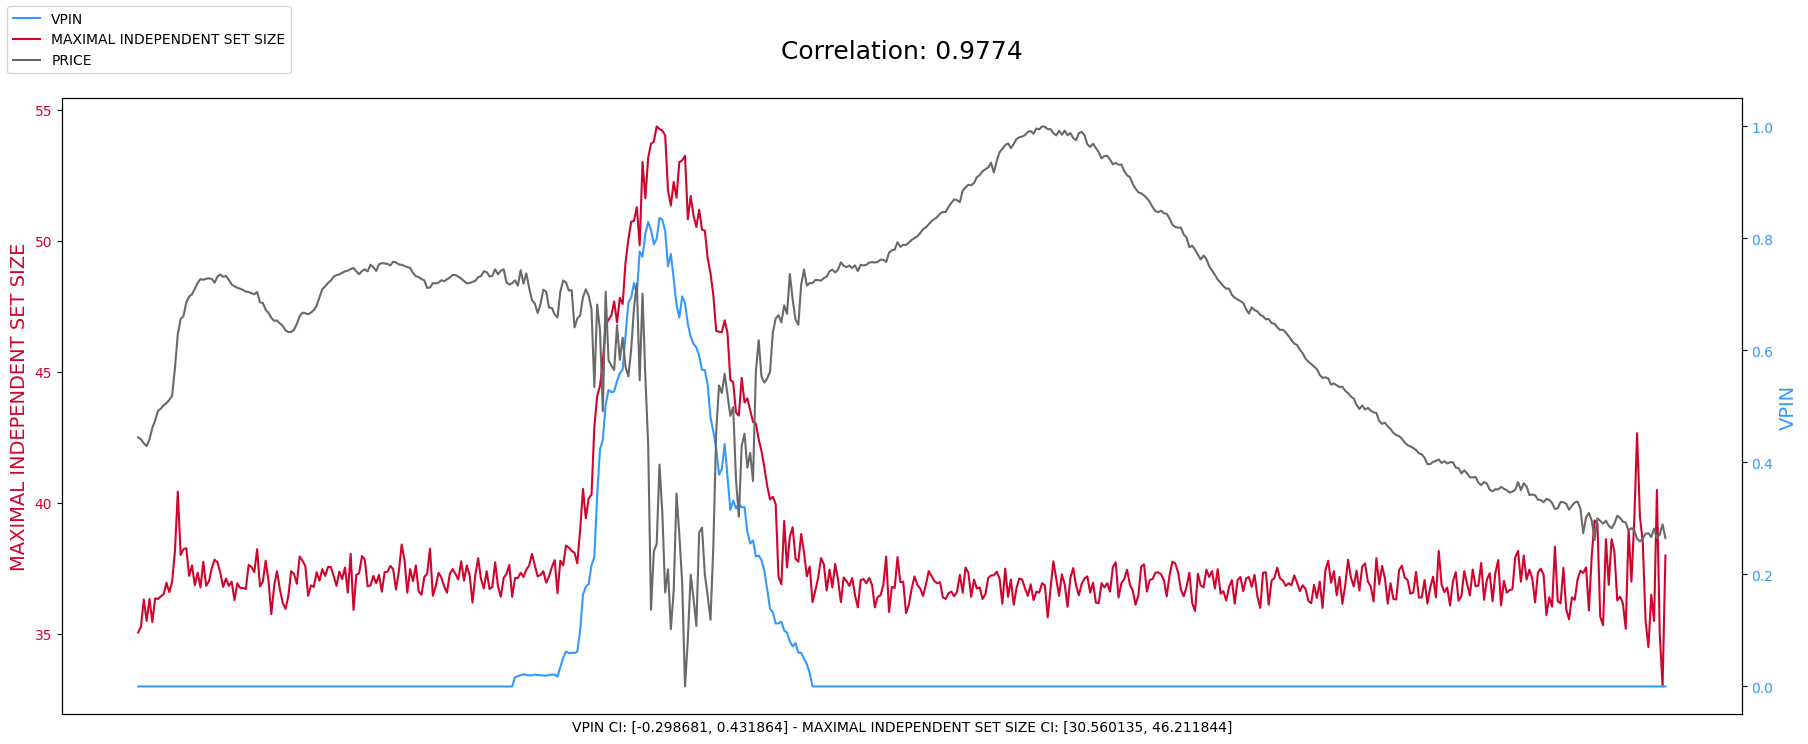 VPIN
MAXIMAL INDEPENDENT SET SIZE
PRICE
Correlation: 0.9774
MAXIMAL INDEPENDENT SET SIZE
55
50
45
40
35
1.0
0.8
0.6
0.4
0.2
0.0
VPIN
VPIN CI: [-0.298681, 0.431864] - MAXIMAL INDEPENDENT SET SIZE CI: [30.560135, 46.211844]